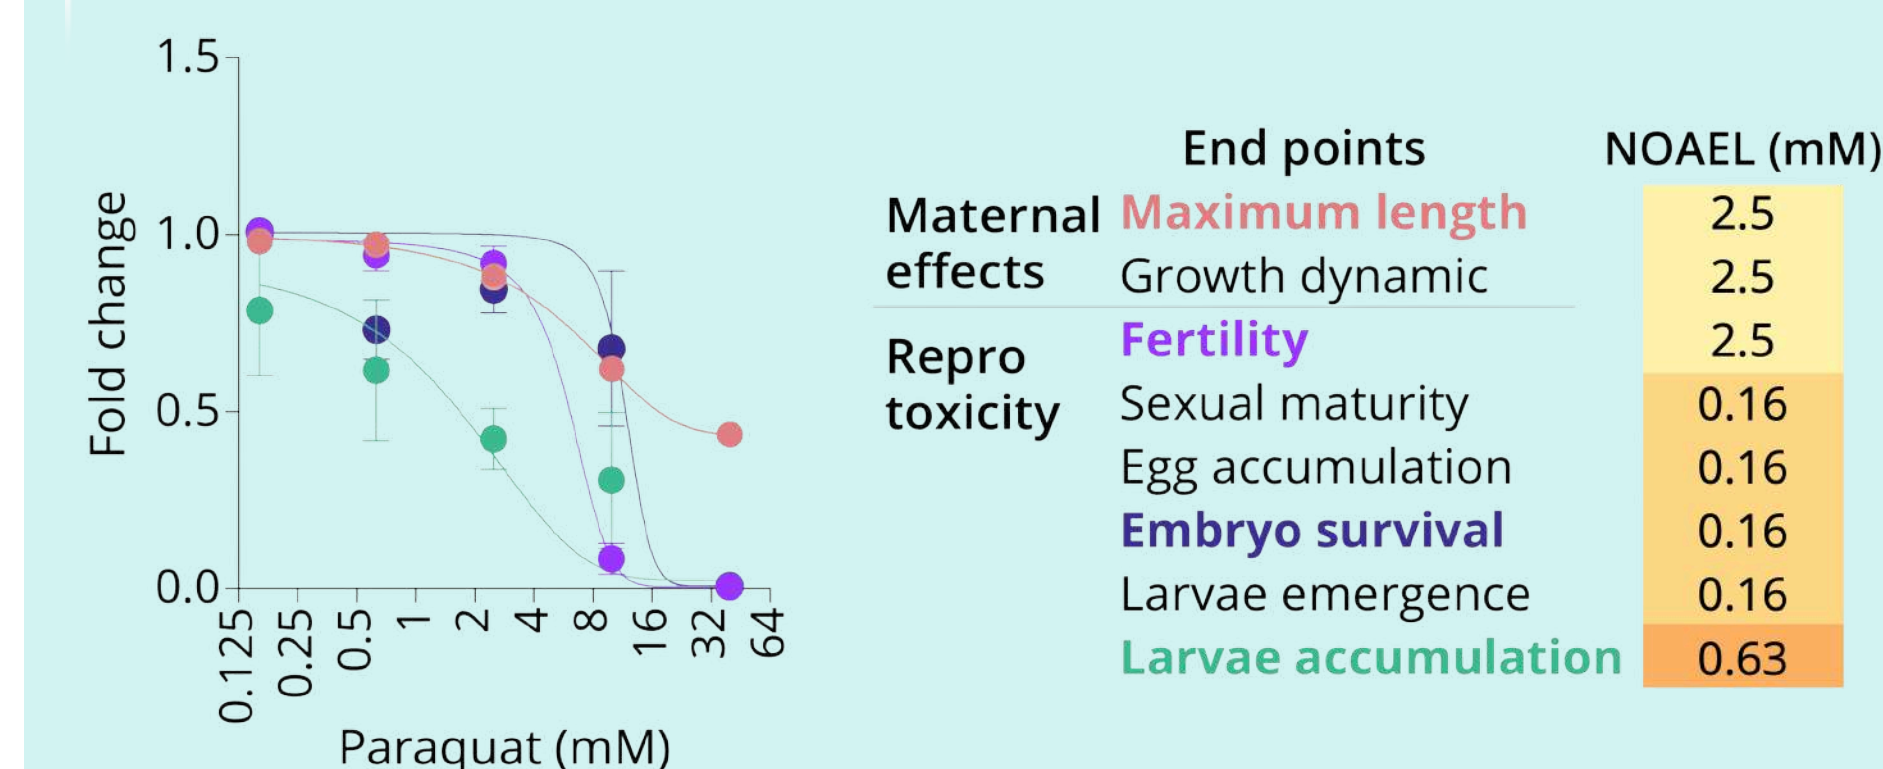 1.5
1.0
0.5
0.0
Fold change
0.125
0.25
0.5
1
2
4
8
16
32
64
Paraquat (mM)
End points NOAEL (mM)
Maternal effects
Maximum length 2.5
Growth dynamic 2.5
Repro toxicity
Fertility 2.5
Sexual maturity 0.16
Egg accumulation 0.16
Embryo survival 0.16
Larvae emergence 0.16
Larvae accumulation 0.63